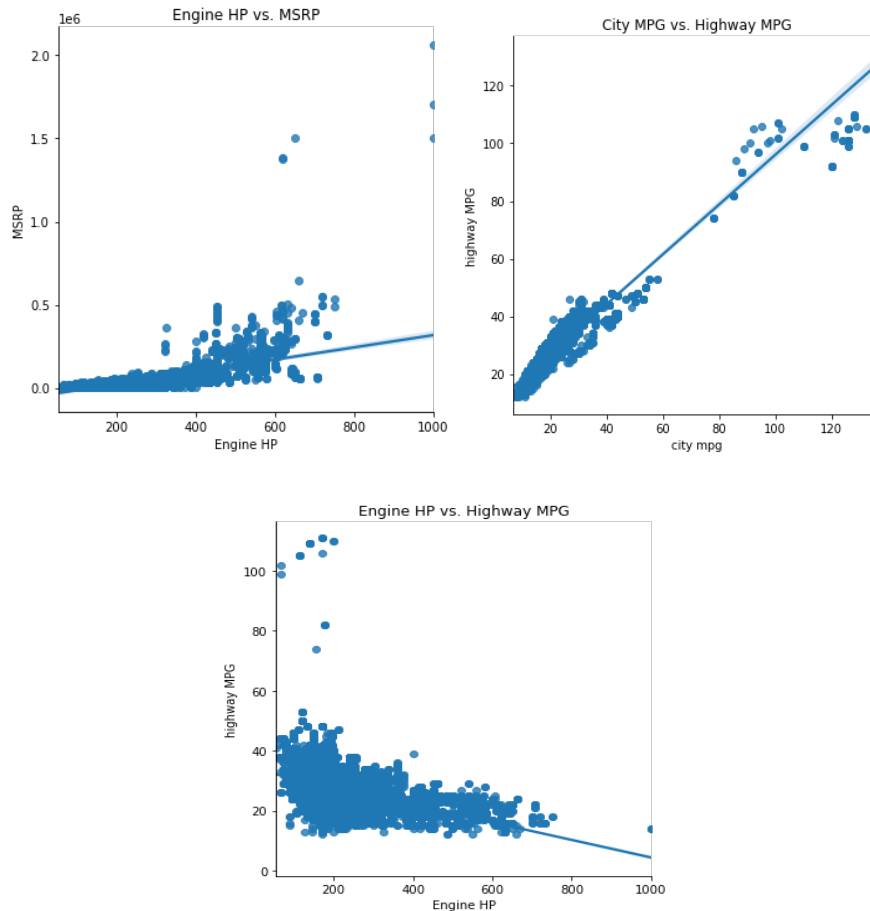 Engine HP vs. MSRP
1e6
2.0
1.5
1.0
0.5
0.0
MSRP
200 400 600 800 1000
Engine HP
City MPG vs. Highway MPG
120
100
80
60
40
20
highway MPG
20 40 60 80 100 120
city mpg
Engine HP vs. Highway MPG
100
80
60
40
20
0
highway MPG
200 400 600 800 1000
Engine HP